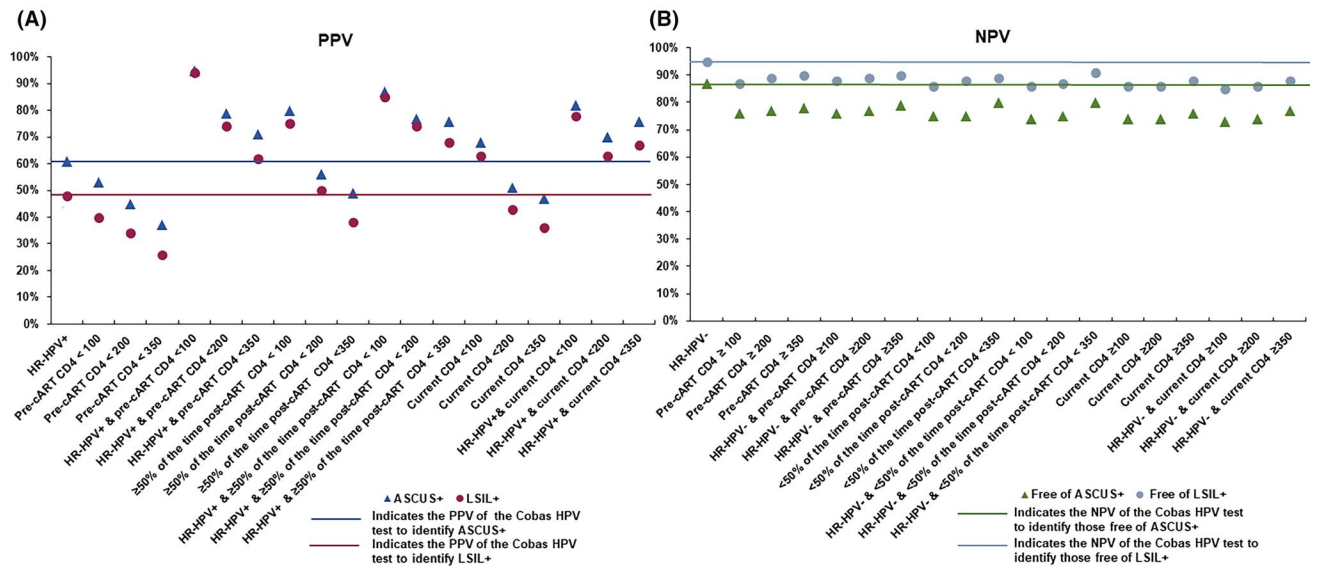 (A)
PPV
100%
90%
80%
70%
60%
50%
40%
30%
20%
10%
0%
HR-HPV+
Pre-cART CD4 < 100
Pre-cART CD4 < 200
Pre-cART CD4 < 350
HR-HPV+ & pre-cART CD4 <100
HR-HPV+ & pre-cART CD4 <200
HR-HPV+ & pre-cART CD4 <350
≥50% of the time post-cART CD4 < 100
≥50% of the time post-cART CD4 < 200
≥50% of the time post-cART CD4 <350
HR-HPV+ & ≥50% of the time post-cART CD4 < 100
HR-HPV+ & ≥50% of the time post-cART CD4 < 200
HR-HPV+ & ≥50% of the time post-cART CD4 < 350
Current CD4 <100
Current CD4 <200
Current CD4 <350
HR-HPV+& current CD4 <100
HR-HPV+ & current CD4 <200
HR-HPV+ & current CD4 <350
ASCUS+ LSIL+
Indicates the PPV of the Cobas HPV
test to identify ASCUS+
Indicates the PPV of the Cobas HPV
test to identify LSIL+
(B)
NPV
100%
90%
80%
70%
60%
50%
40%
30%
20%
10%
0%
HR-HPV-
Pre-cART CD4 ≥ 100
Pre-cART CD4 ≥ 200
Pre-cART CD4 ≥ 350
HR-HPV- & pre-cART CD4 ≥100
HR-HPV- & pre-cART CD4 ≥200
HR-HPV- & pre-cART CD4 ≥350
<50% of the time post-cART CD4 <100
<50% of the time post-cART CD4 < 200
<50% of the time post-cART CD4 <350
HR-HPV- & <50% of the time post-cART CD4 < 100
HR-HPV- & <50% of the time post-cART CD4 < 200
HR-HPV- & <50% of the time post-cART CD4 < 350
Current CD4 ≥100
Current CD4 ≥200
Current CD4 ≥350
HR-HPV- & current CD4 ≥100
HR-HPV- & current CD4 ≥200
HR-HPV- & current CD4 ≥350
Free of ASCUS+ Free of LSIL+
Indicates the NPV of the Cobas HPV test
to identify those free of ASCUS+
Indicates the NPV of the Cobas HPV test to
identify those free of LSIL+